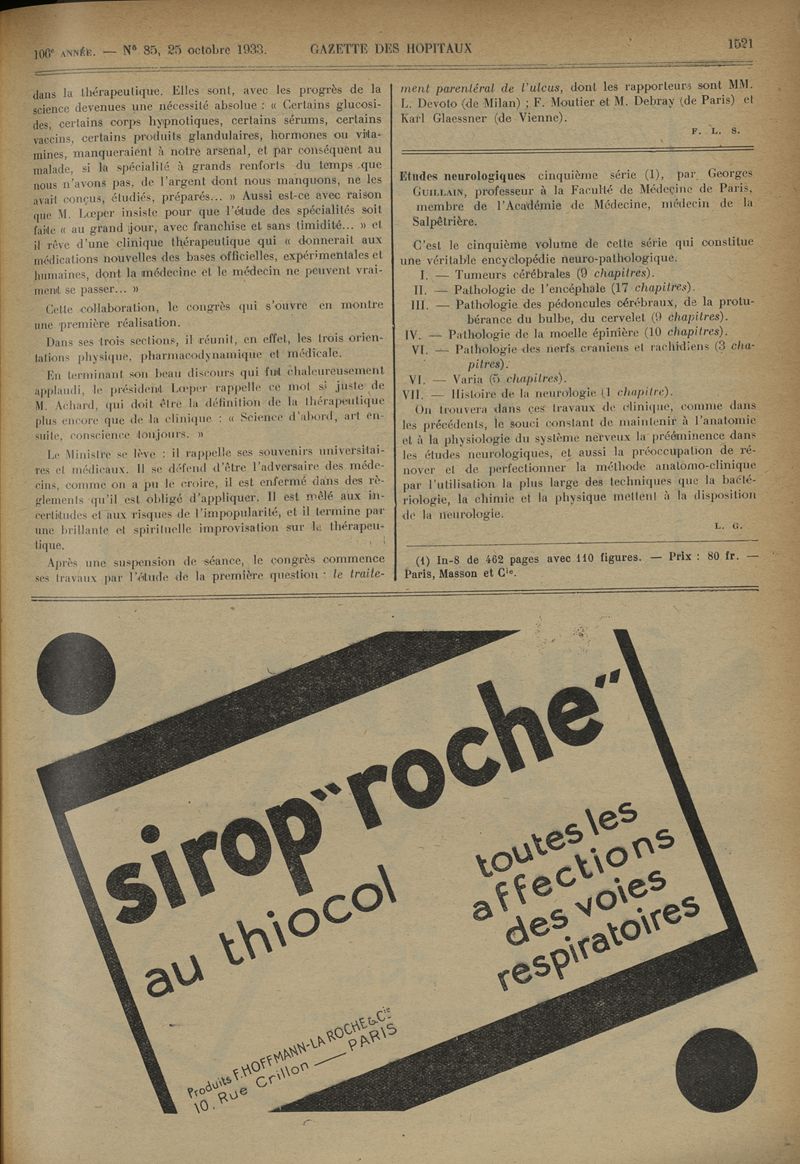 106e ANNÉE. — N° 85, 25 octobre 1933. GAZETTE DES HOPITAUX 1521
dans la thérapeutique. Elles sont, avec les progrès de la
science devenues une nécessité absolue : « Certains glucosi-
des, certains corps hypnotiques, certains sérums, certains
vaccins, certains produits glandulaires, hormones ou vita-
mines, manqueraient à notre arsenal, et par conséquent au
malade, si la spécialité à grands renforts du temps que
nous n'avons pas, de l'argent dont nous manquons, ne les
avait conçus, étudiés, préparés... » Aussi est-ce avec raison
que M. Lœper insiste pour que l'étude des spécialités soit
faite « au grand jour, avec franchise et sans timidité... » et
il rêve d'une clinique thérapeutique qui « donnerait aux
médications nouvelles des bases officielles, expérimentales et
humaines, dont la médecine et le médecin ne peuvent vrai-
ment se passer... »
Cette collaboration, le congrès qui s'ouvre en montre
une première réalisation.
Dans ses trois sections, il réunit, en effet, les trois orien-
tations physique, pharmacodynamique et médicale.
En terminant son beau discours qui fut chaleureusement
applaudi, le président Lœper rappelle ce mot si juste de
M. Achard, qui doit être la définition de la thérapeutique
plus encore que de la clinique : « Science d'abord, art en-
suite, conscience toujours. »
Le Ministre se lève : il rappelle ses souvenirs universitai-
res et médicaux. Il se défend d'être l'adversaire des méde-
cins, comme on a pu le croire, il est enfermé dans des rè-
glements qu'il est obligé d'appliquer. Il est mêlé aux in-
certitudes et aux risques de l'impopularité, et il termine par
une brillante et spirituelle improvisation sur la thérapeu-
tique.
Après une suspension de séance, le congrès commence
ses travaux par l'étude de la première question : le traite-
ment parentéral de l'ulcus, dont les rapporteurs sont MM.
L. Devoto (de Milan) ; F. Moutier et M. Debray (de Paris) et
Karl Glaessner (de Vienne).
F. L. S.
Etudes neurologiques cinquième série (1), par Georges
GUILLAIN, professeur à la Faculté de Médecine de Paris,
membre de l'Académie de Médecine, médecin de la
Salpêtrière.
C'est le cinquième volume de cette série qui constitue
une véritable encyclopédie neuro-pathologique.
I. — Tumeurs cérébrales (9 chapitres).
II. — Pathologie de l'encéphale (17 chapitres).
III. — Pathologie des pédoncules cérébraux, de la protu-
bérance du bulbe, du cervelet (9 chapitres).
IV. — Pathologie de la moelle épinière (10 chapitres).
VI. — Pathologie des nerfs craniens et rachidiens (3 cha-
pitres).
VI. — Varia (5 chapitres).
VII. — Histoire de la neurologie (1 chapitre).
On trouvera dans ces travaux de clinique, comme dans
les précédents, le souci constant de maintenir à l'anatomie
et à la physiologie du système nerveux la prééminence dans
les études neurologiques, et aussi la préoccupation de ré-
nover et de perfectionner la méthode anatomo-clinique
par l'utilisation la plus large des techniques que la bacté-
riologie, la chimie et la physique mettent à la disposition
de la neurologie.
L. G.
(1) In-8 de 462 pages avec 110 figures. — Prix : 80 fr. —
Paris, Masson et Cie.
sirop "roche"
au thiocol
toutes les
affections
des voies
respiratoires
Produits F. HOFFMANN-LA ROCHE & Cie
10, Rue Crillon — PARIS